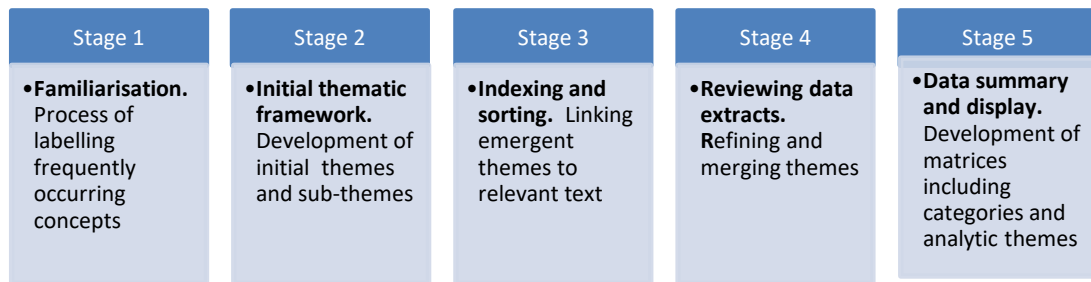 Stage 1
•Familiarisation.
Process of
labelling
frequently
occurring
concepts
Stage 2
•Initial thematic
framework.
Development of
initial themes
and sub-themes
Stage 3
•Indexing and
sorting. Linking
emergent
themes to
relevant text
Stage 4
•Reviewing data
extracts.
Refining and
merging themes
Stage 5
•Data summary
and display.
Development of
matrices
including
categories and
analytic themes